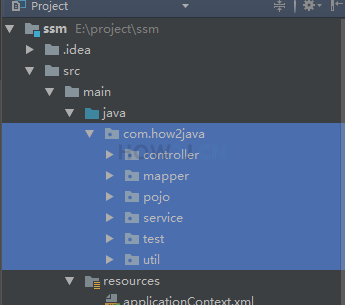 Project
ssm E:\project\ssm
.idea
src
main
java
com.how2java
controller
mapper
pojo
service
test
util
resources
applicationContext.xml